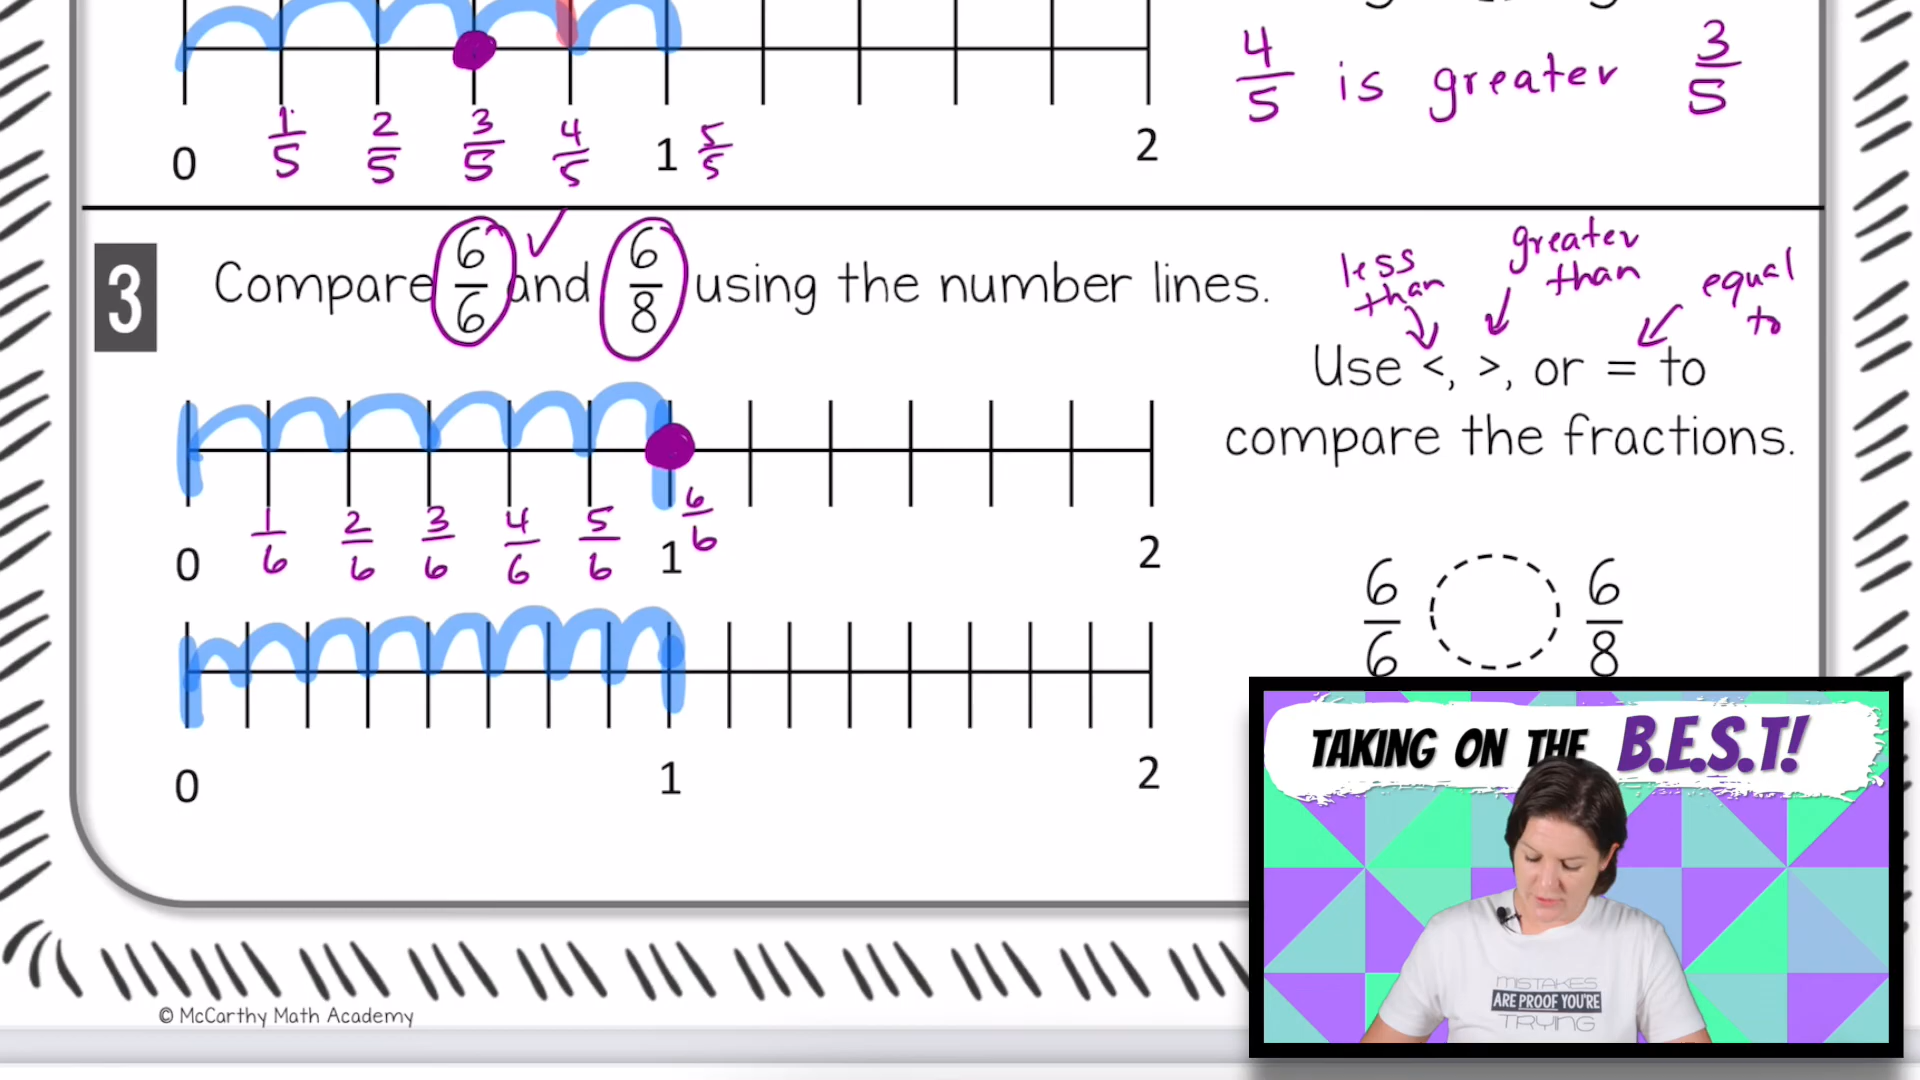 4/5 is greater 3/5
0 1/5 2/5 3/5 4/5 1 5/5 2
3 Compare 6/6 and 6/8 using the number lines.
less than greater than equal to
Use <, >, or = to
compare the fractions.
0 1/6 2/6 3/6 4/6 5/6 1 6/6 2
6/6 6/8
0 1 2
TAKING ON THE B.E.S.T!
MISTAKES
ARE PROOF YOU'RE
TRYING
© McCarthy Math Academy